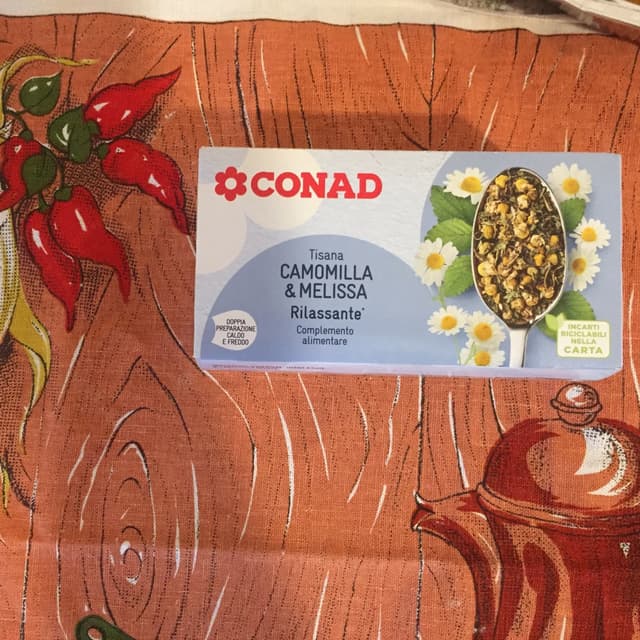 CONAD
Tisana
CAMOMILLA
& MELISSA
Rilassante*
Complemento
alimentare
DOPPIA
PREPARAZIONE
CALDO
E FREDDO
INCARTI
RICICLABILI
NELLA
CARTA